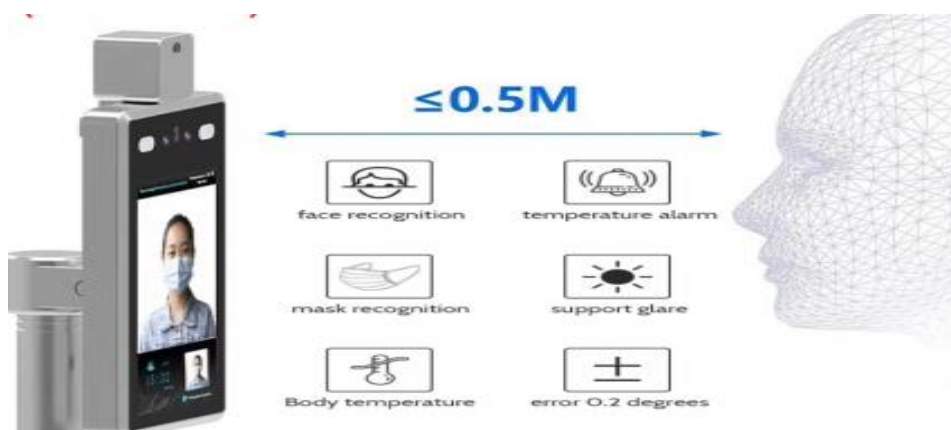 ≤0.5M
face recognition
temperature alarm
mask recognition
support glare
Body temperature
error 0.2 degrees